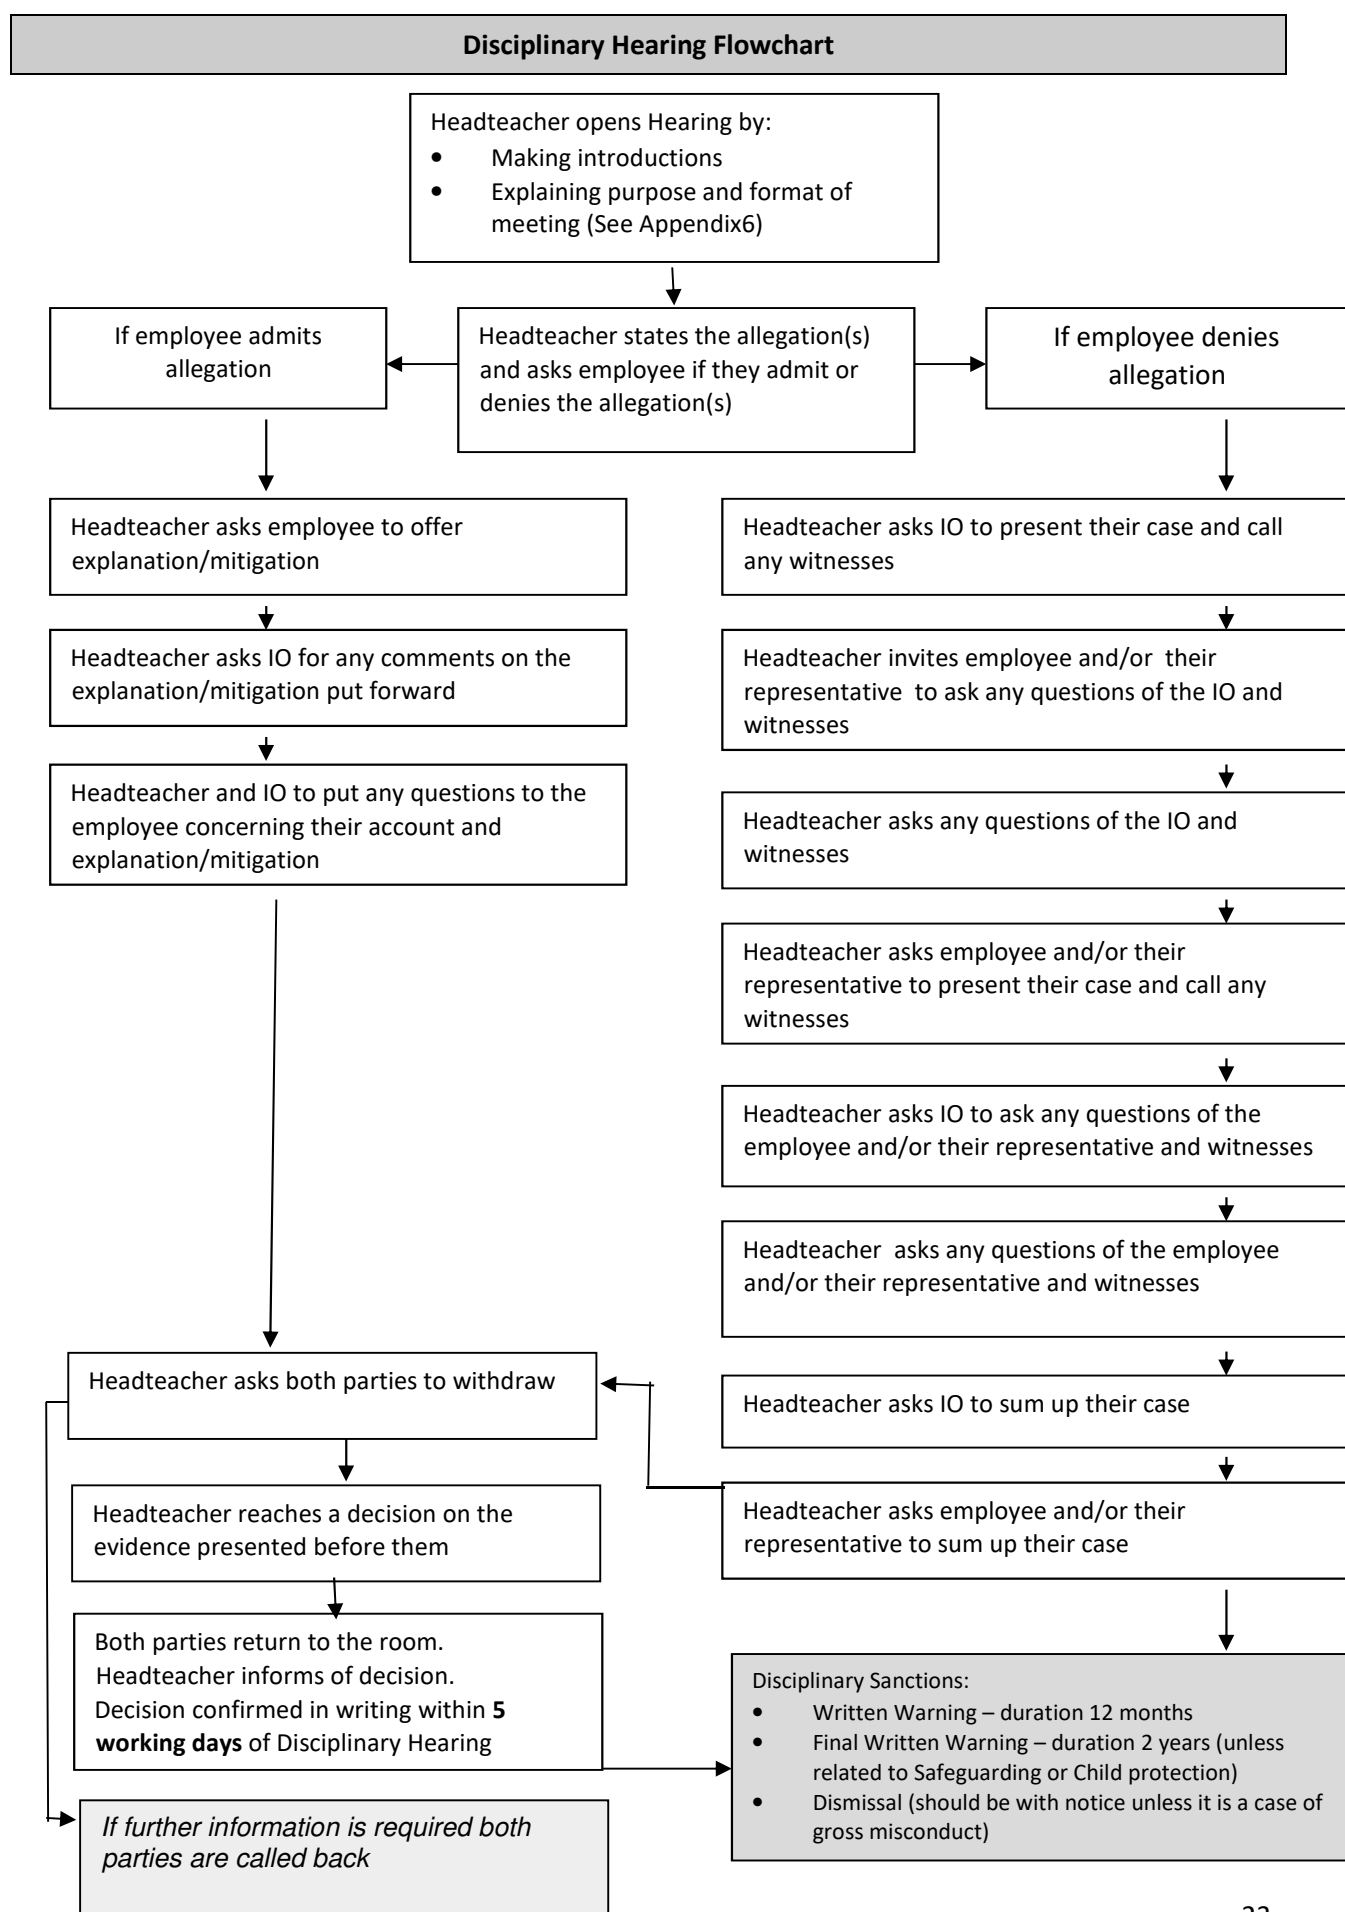 Disciplinary Hearing Flowchart
Headteacher opens Hearing by:
• Making introductions
• Explaining purpose and format of
meeting (See Appendix6)
If employee admits
allegation
Headteacher states the allegation(s)
and asks employee if they admit or
denies the allegation(s)
If employee denies
allegation
Headteacher asks employee to offer
explanation/mitigation
Headteacher asks IO for any comments on the
explanation/mitigation put forward
Headteacher and IO to put any questions to the
employee concerning their account and
explanation/mitigation
Headteacher asks IO to present their case and call
any witnesses
Headteacher invites employee and/or their
representative to ask any questions of the IO and
witnesses
Headteacher asks any questions of the IO and
witnesses
Headteacher asks employee and/or their
representative to present their case and call any
witnesses
Headteacher asks IO to ask any questions of the
employee and/or their representative and witnesses
Headteacher asks any questions of the employee
and/or their representative and witnesses
Headteacher asks IO to sum up their case
Headteacher asks employee and/or their
representative to sum up their case
Headteacher asks both parties to withdraw
Headteacher reaches a decision on the
evidence presented before them
Both parties return to the room.
Headteacher informs of decision.
Decision confirmed in writing within 5
working days of Disciplinary Hearing
If further information is required both
parties are called back
Disciplinary Sanctions:
• Written Warning – duration 12 months
• Final Written Warning – duration 2 years (unless
related to Safeguarding or Child protection)
• Dismissal (should be with notice unless it is a case of
gross misconduct)